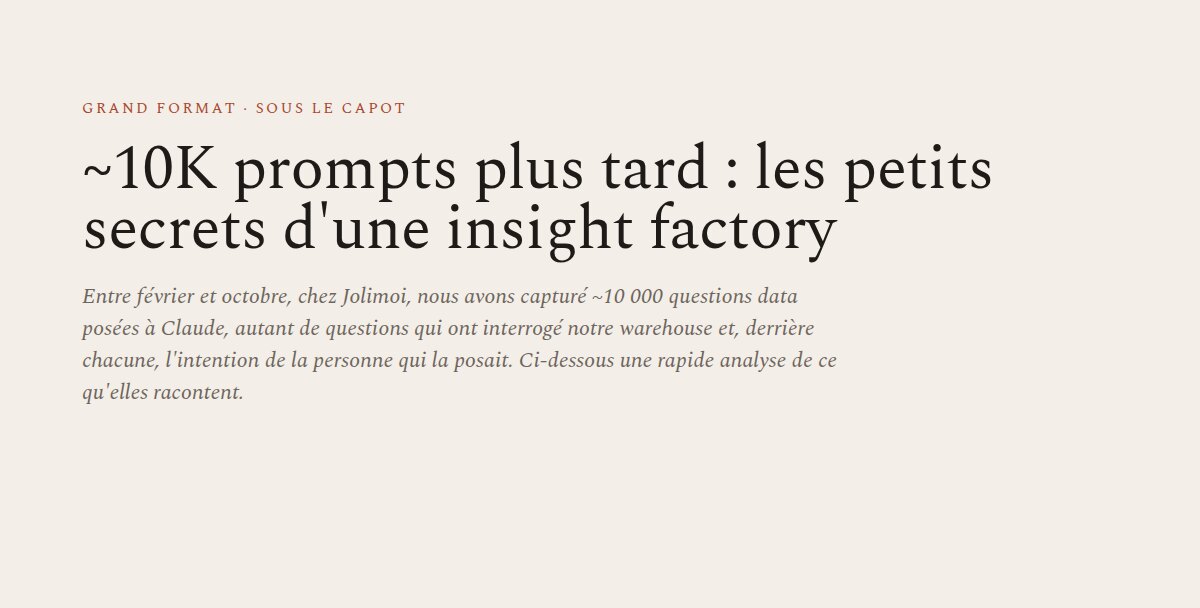 GRAND FORMAT · SOUS LE CAPOT
~10K prompts plus tard : les petits
secrets d'une insight factory
Entre février et octobre, chez Jolimoi, nous avons capturé ~10 000 questions data
posées à Claude, autant de questions qui ont interrogé notre warehouse et, derrière
chacune, l'intention de la personne qui la posait. Ci-dessous une rapide analyse de ce
qu'elles racontent.